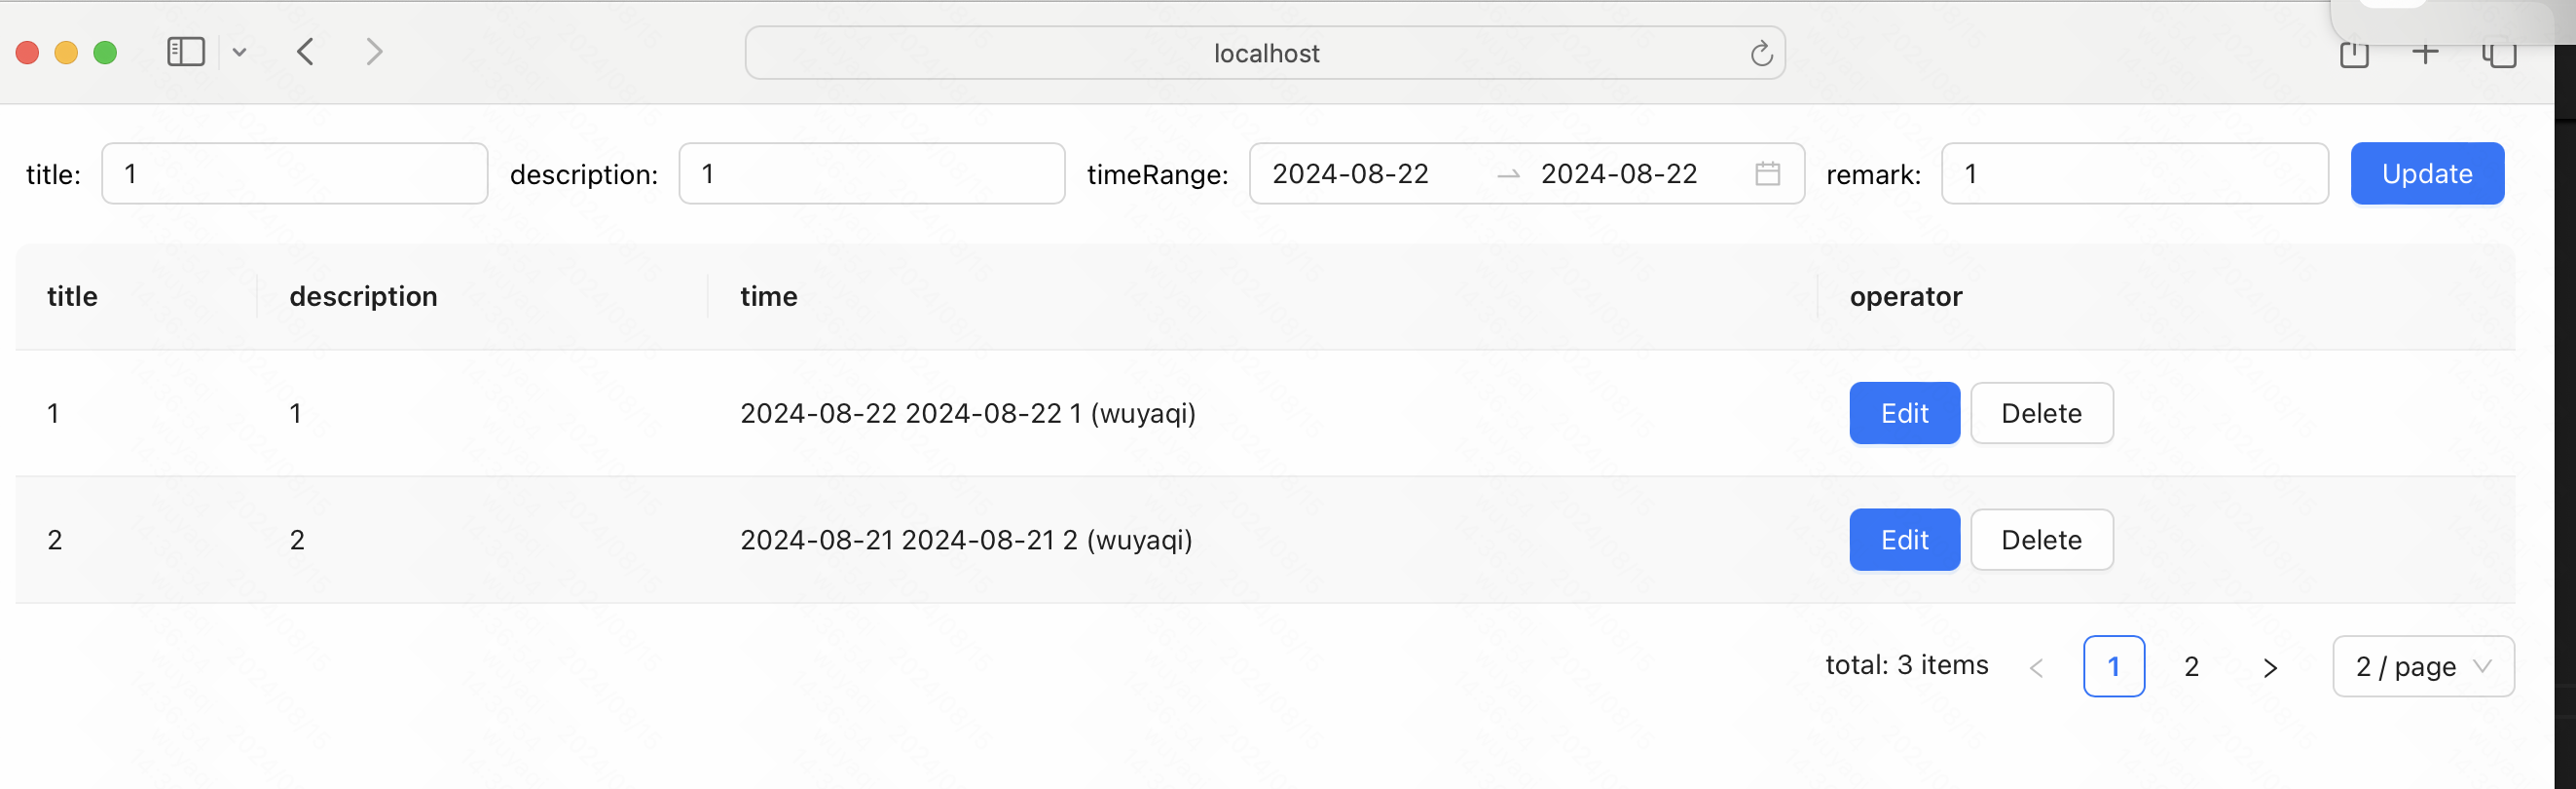 localhost
title: 1 description: 1 timeRange: 2024-08-22 2024-08-22 remark: 1 Update
title description time operator
1 1 2024-08-22 2024-08-22 1 (wuyaqi) Edit Delete
2 2 2024-08-21 2024-08-21 2 (wuyaqi) Edit Delete
total: 3 items 1 2 2 / page